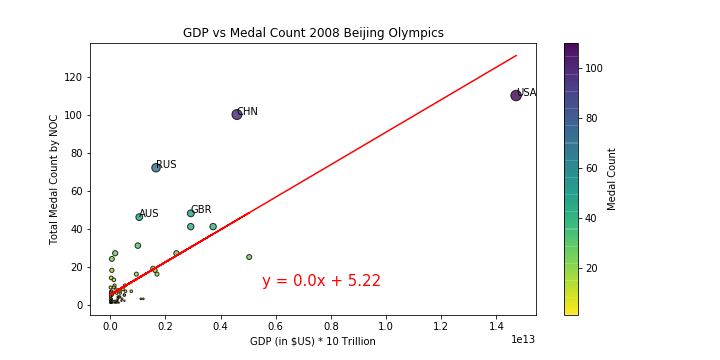 GDP vs Medal Count 2008 Beijing Olympics
120
100
80
60
40
20
0
Total Medal Count by NOC
USA
CHN
RUS
AUS
GBR
y = 0.0x + 5.22
0.0
0.2
0.4
0.6
0.8
1.0
1.2
1.4
1e13
GDP (in $US) * 10 Trillion
100
80
60
40
20
Medal Count